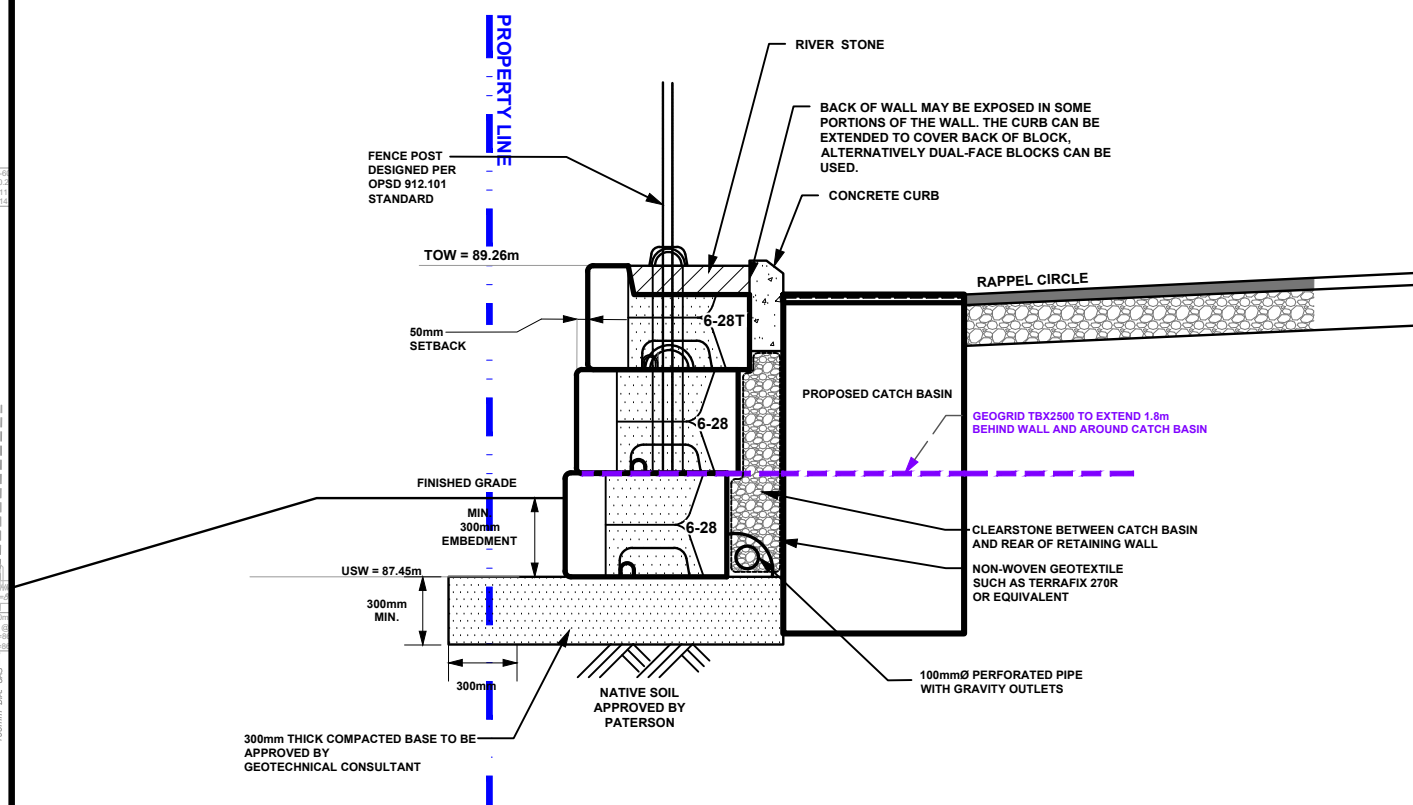 PROPERTY LINE
RIVER STONE
BACK OF WALL MAY BE EXPOSED IN SOME
PORTIONS OF THE WALL. THE CURB CAN BE
EXTENDED TO COVER BACK OF BLOCK,
ALTERNATIVELY DUAL-FACE BLOCKS CAN BE
USED.
FENCE POST
DESIGNED PER
OPSD 912.101
STANDARD
CONCRETE CURB
TOW = 89.26m
RAPPEL CIRCLE
6-28T
50mm
SETBACK
PROPOSED CATCH BASIN
GEOGRID TBX2500 TO EXTEND 1.8m
BEHIND WALL AND AROUND CATCH BASIN
6-28
FINISHED GRADE
MIN.
300mm
EMBEDMENT
6-28
CLEARSTONE BETWEEN CATCH BASIN
AND REAR OF RETAINING WALL
USW = 87.45m
NON-WOVEN GEOTEXTILE
SUCH AS TERRAFIX 270R
OR EQUIVALENT
300mm
MIN.
300mm
100mmØ PERFORATED PIPE
WITH GRAVITY OUTLETS
NATIVE SOIL
APPROVED BY
PATERSON
300mm THICK COMPACTED BASE TO BE
APPROVED BY
GEOTECHNICAL CONSULTANT